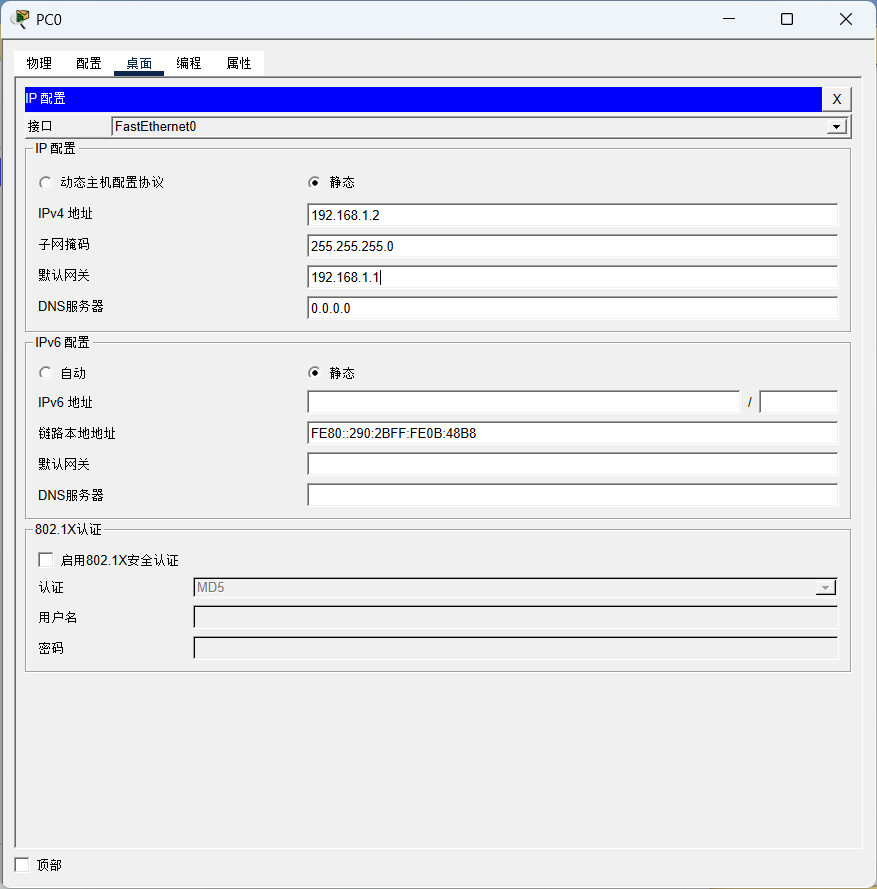 PC0
物理 配置 桌面 编程 属性
IP 配置 X
接口 FastEthernet0
IP 配置
动态主机配置协议 静态
IPv4 地址 192.168.1.2
子网掩码 255.255.255.0
默认网关 192.168.1.1
DNS服务器 0.0.0.0
IPv6 配置
自动 静态
IPv6 地址 /
链路本地地址 FE80::290:2BFF:FE0B:48B8
默认网关
DNS服务器
802.1X认证
启用802.1X安全认证
认证 MD5
用户名
密码
顶部